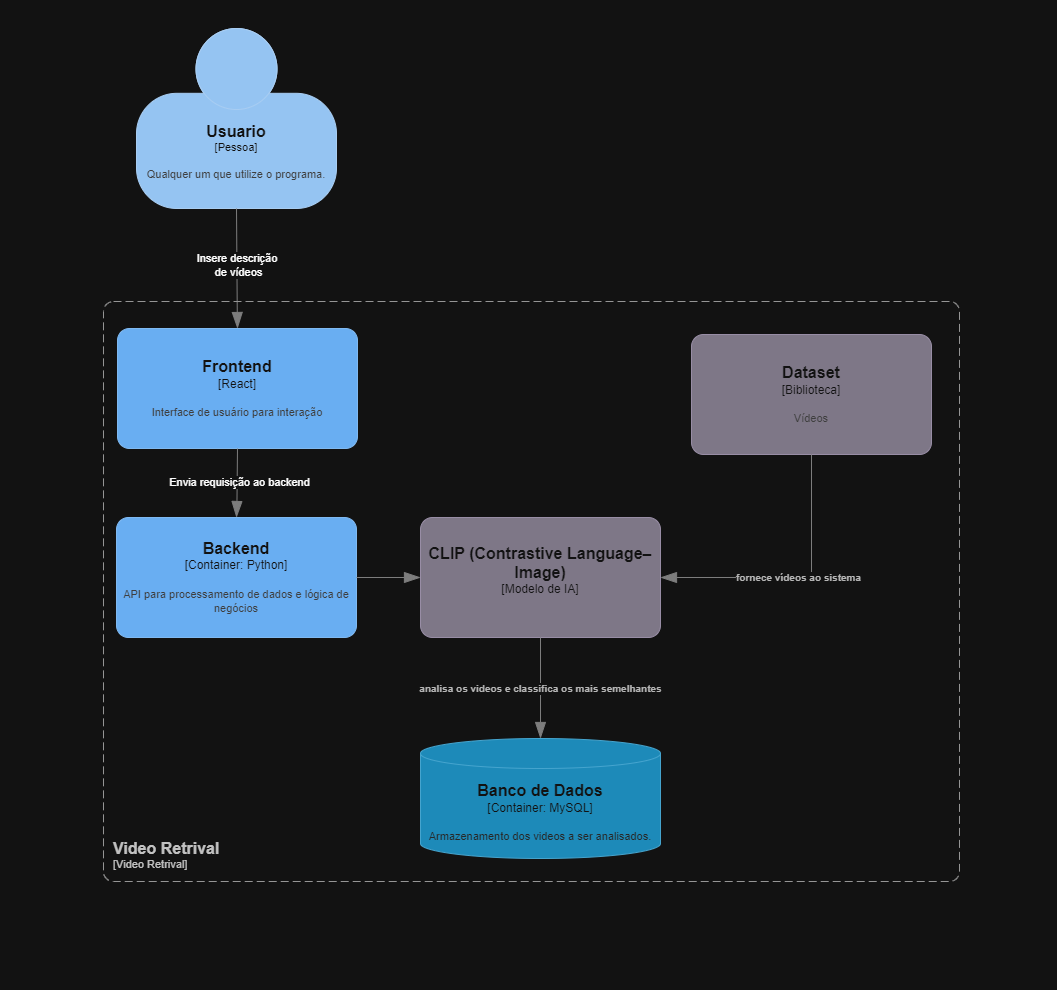 Usuario
[Pessoa]
Qualquer um que utilize o programa.
Insere descrição
de vídeos
Frontend
[React]
Interface de usuário para interação
Dataset
[Biblioteca]
Vídeos
Envia requisição ao backend
Backend
[Container: Python]
API para processamento de dados e lógica de
negócios
CLIP (Contrastive Language–
Image)
[Modelo de IA]
fornece vídeos ao sistema
analisa os videos e classifica os mais semelhantes
Banco de Dados
[Container: MySQL]
Armazenamento dos videos a ser analisados.
Video Retrival
[Video Retrival]